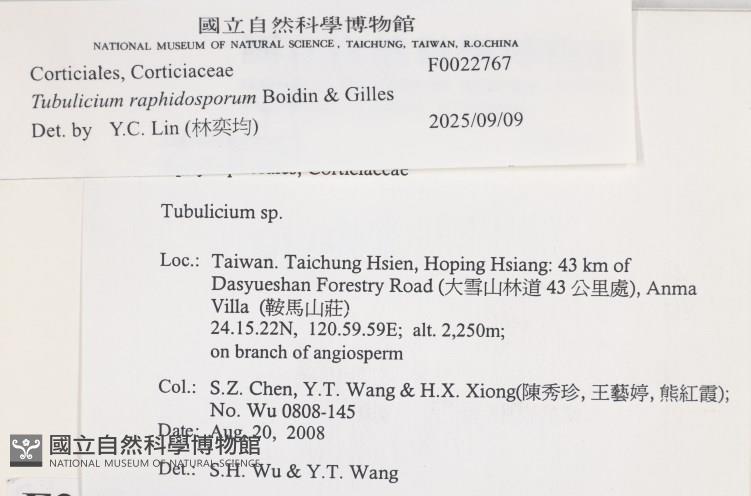 國立自然科學博物館
NATIONAL MUSEUM OF NATURAL SCIENCE, TAICHUNG, TAIWAN, R.O.CHINA
Corticiales, Corticiaceae F0022767
Tubulicium raphidosporum Boidin & Gilles
Det. by Y.C. Lin (林奕均) 2025/09/09
Corticiaceae
Tubulicium sp.
Loc.: Taiwan. Taichung Hsien, Hoping Hsiang: 43 km of
Dasyueshan Forestry Road (大雪山林道 43 公里處), Anma
Villa (鞍馬山莊)
24.15.22N, 120.59.59E; alt. 2,250m;
on branch of angiosperm
Col.: S.Z. Chen, Y.T. Wang & H.X. Xiong(陳秀珍, 王藝婷, 熊紅霞);
No. Wu 0808-145
Date: Aug. 20, 2008
國立自然科學博物館
NATIONAL MUSEUM OF NATURAL SCIENCE
Det.: S.H. Wu & Y.T. Wang